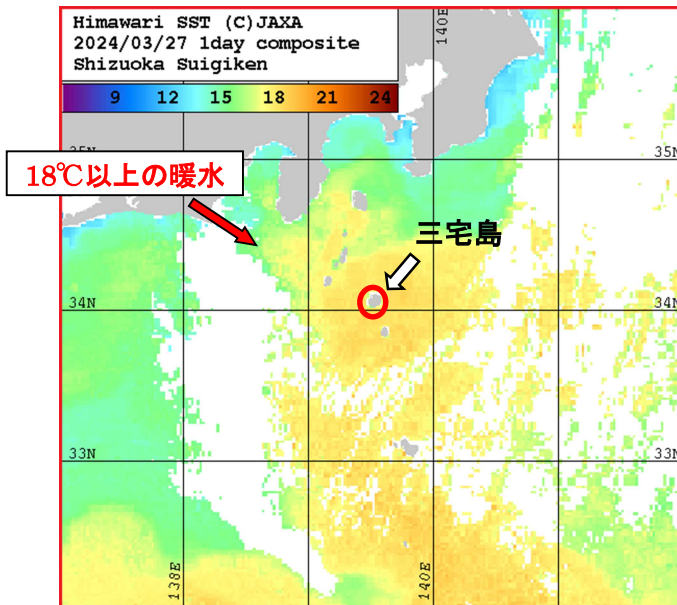 Himawari SST (C)JAXA
2024/03/27 1day composite
Shizuoka Suigiken
9 12 15 18 21 24
140E
35N
35N
18℃以上の暖水
三宅島
34N
34N
33N
33N
138E
140E